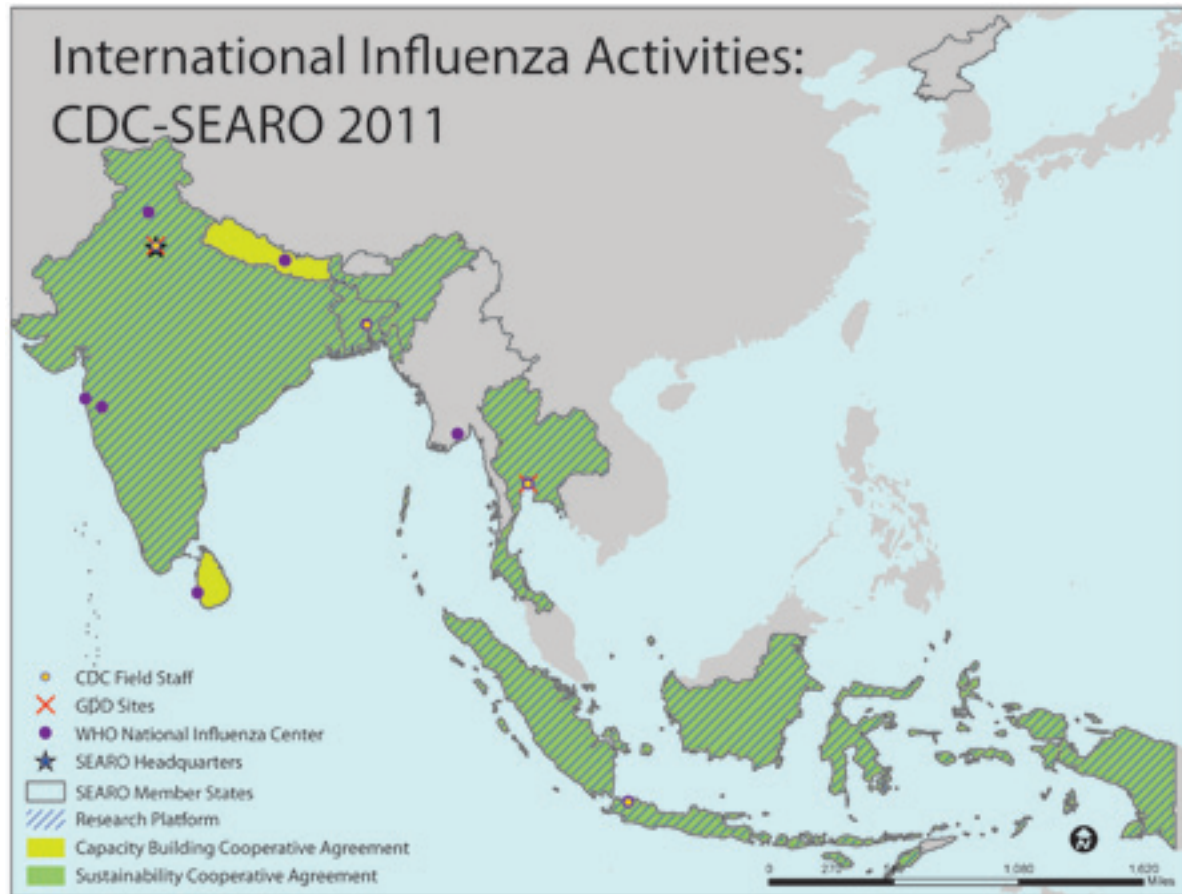 International Influenza Activities:
CDC-SEARO 2011
CDC Field Staff
GDD Sites
WHO National Influenza Center
SEARO Headquarters
SEARO Member States
Research Platform
Capacity Building Cooperative Agreement
Sustainability Cooperative Agreement
0 270 1,080 1,620
Miles